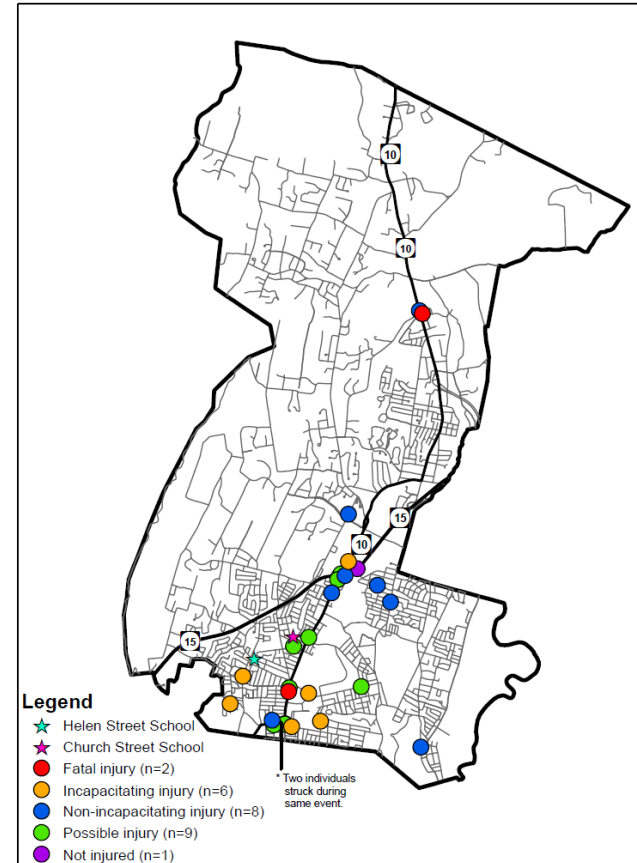 10
10
15
10
15
Legend
Helen Street School
Church Street School
Fatal injury (n=2)
Incapacitating injury (n=6)
Non-incapacitating injury (n=8)
Possible injury (n=9)
Not injured (n=1)
* Two individuals
struck during
same event.